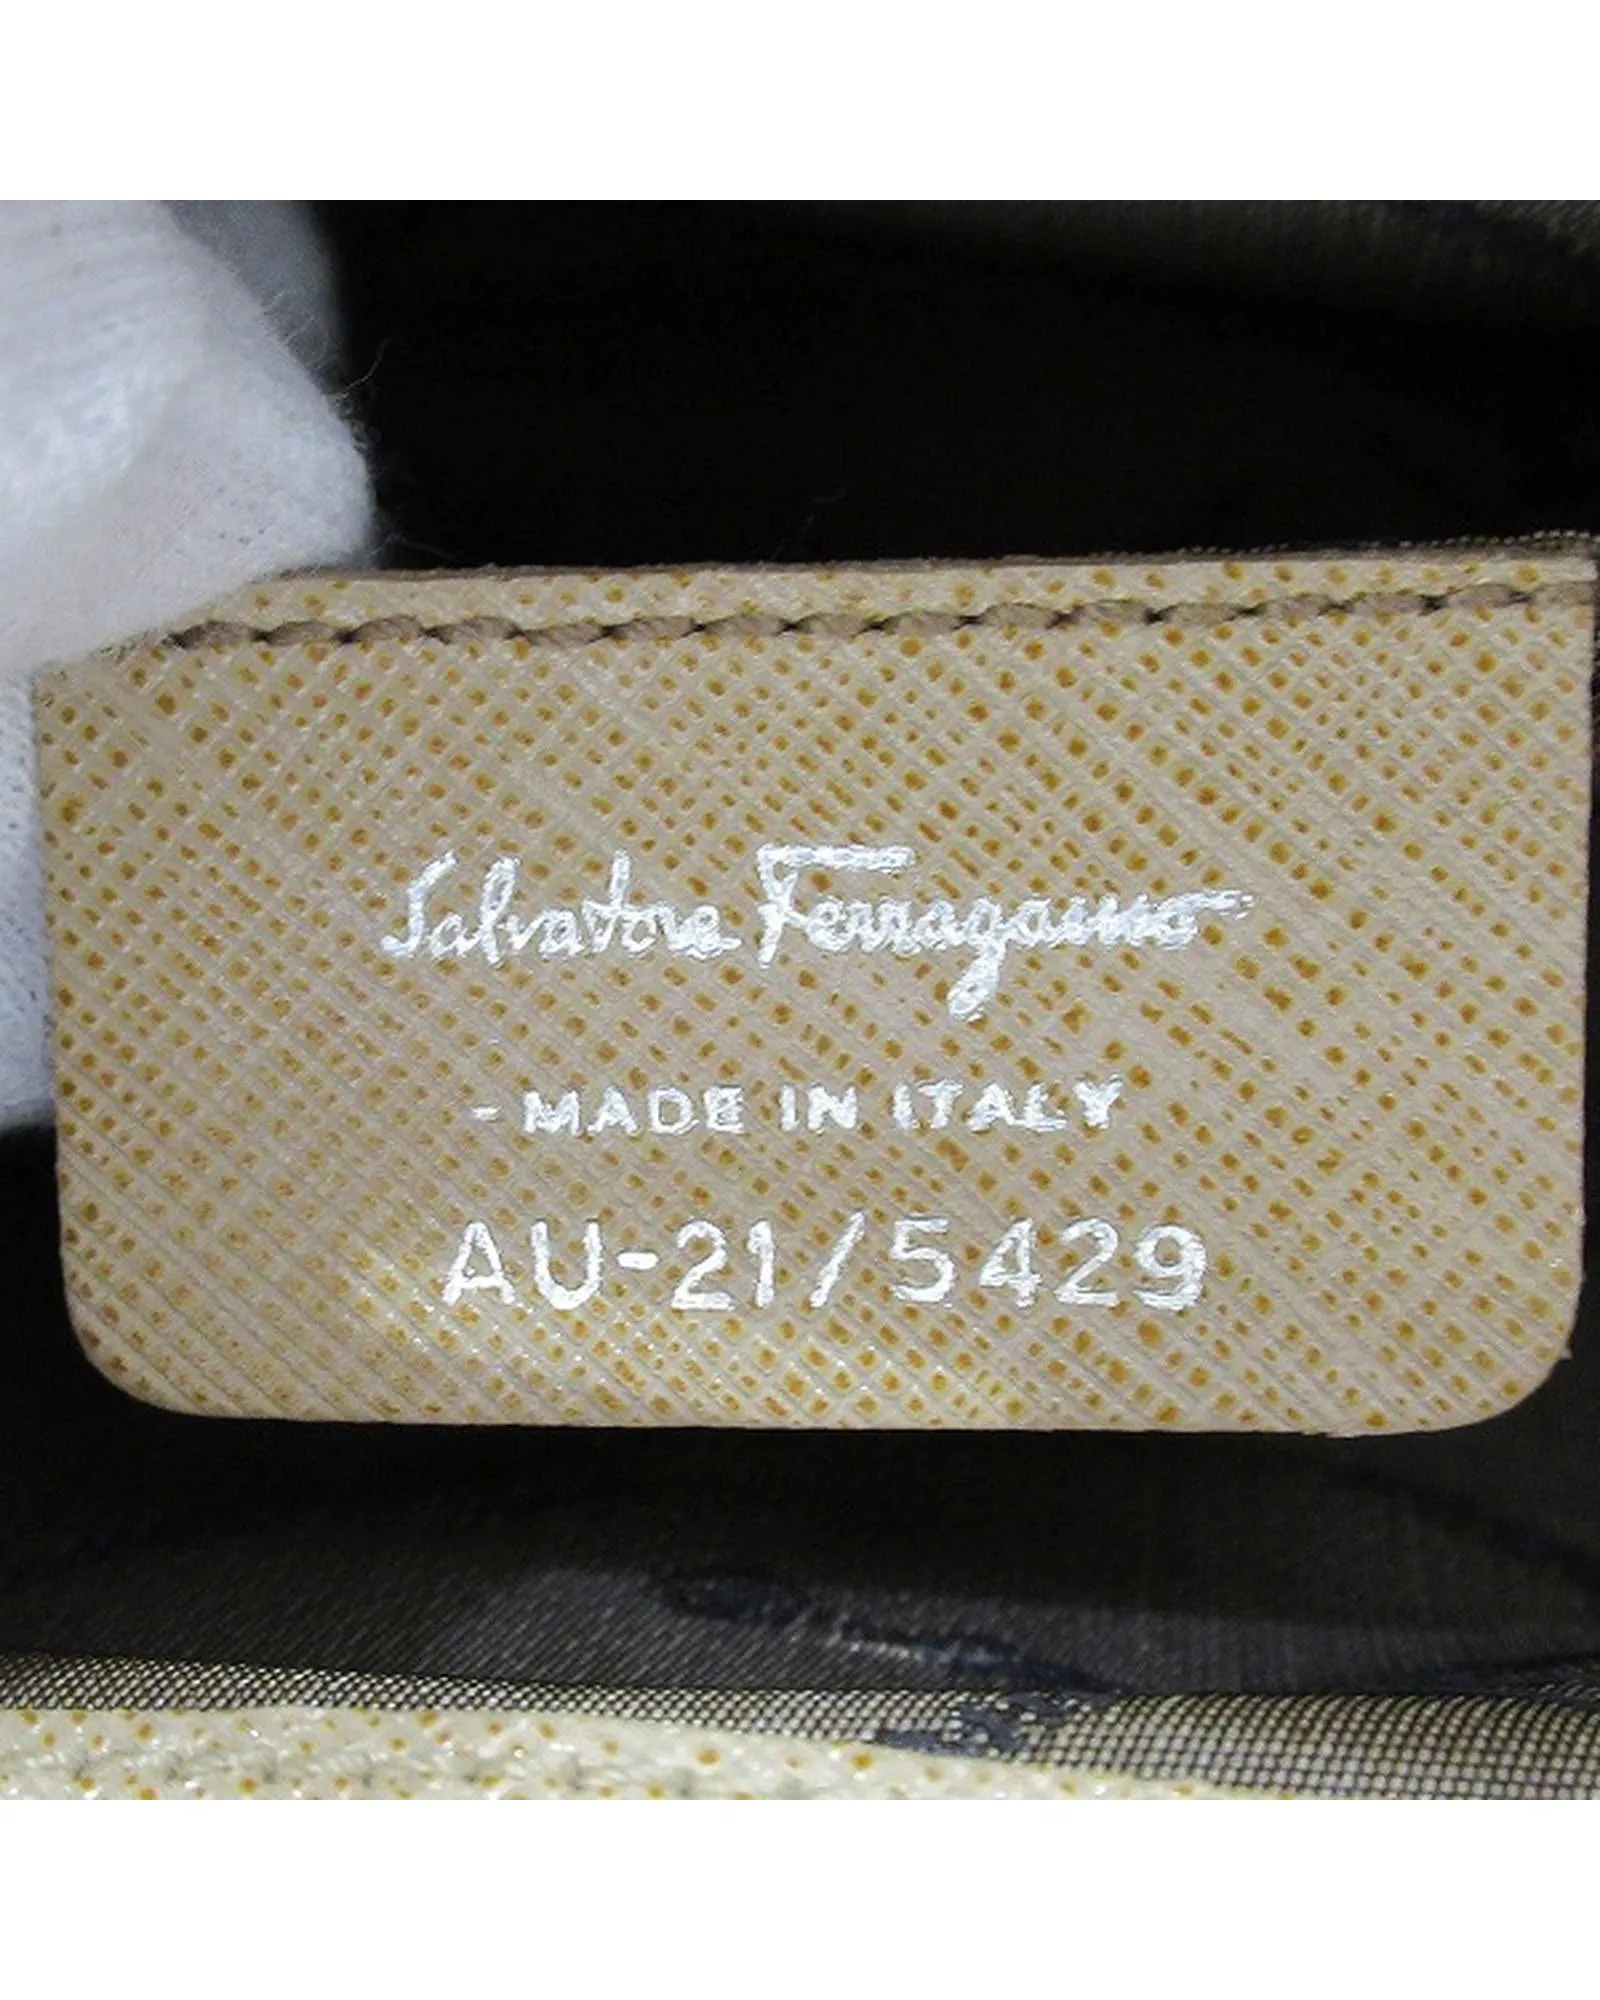 Salvatore Ferragamo
- MADE IN ITALY
AU-21/5429